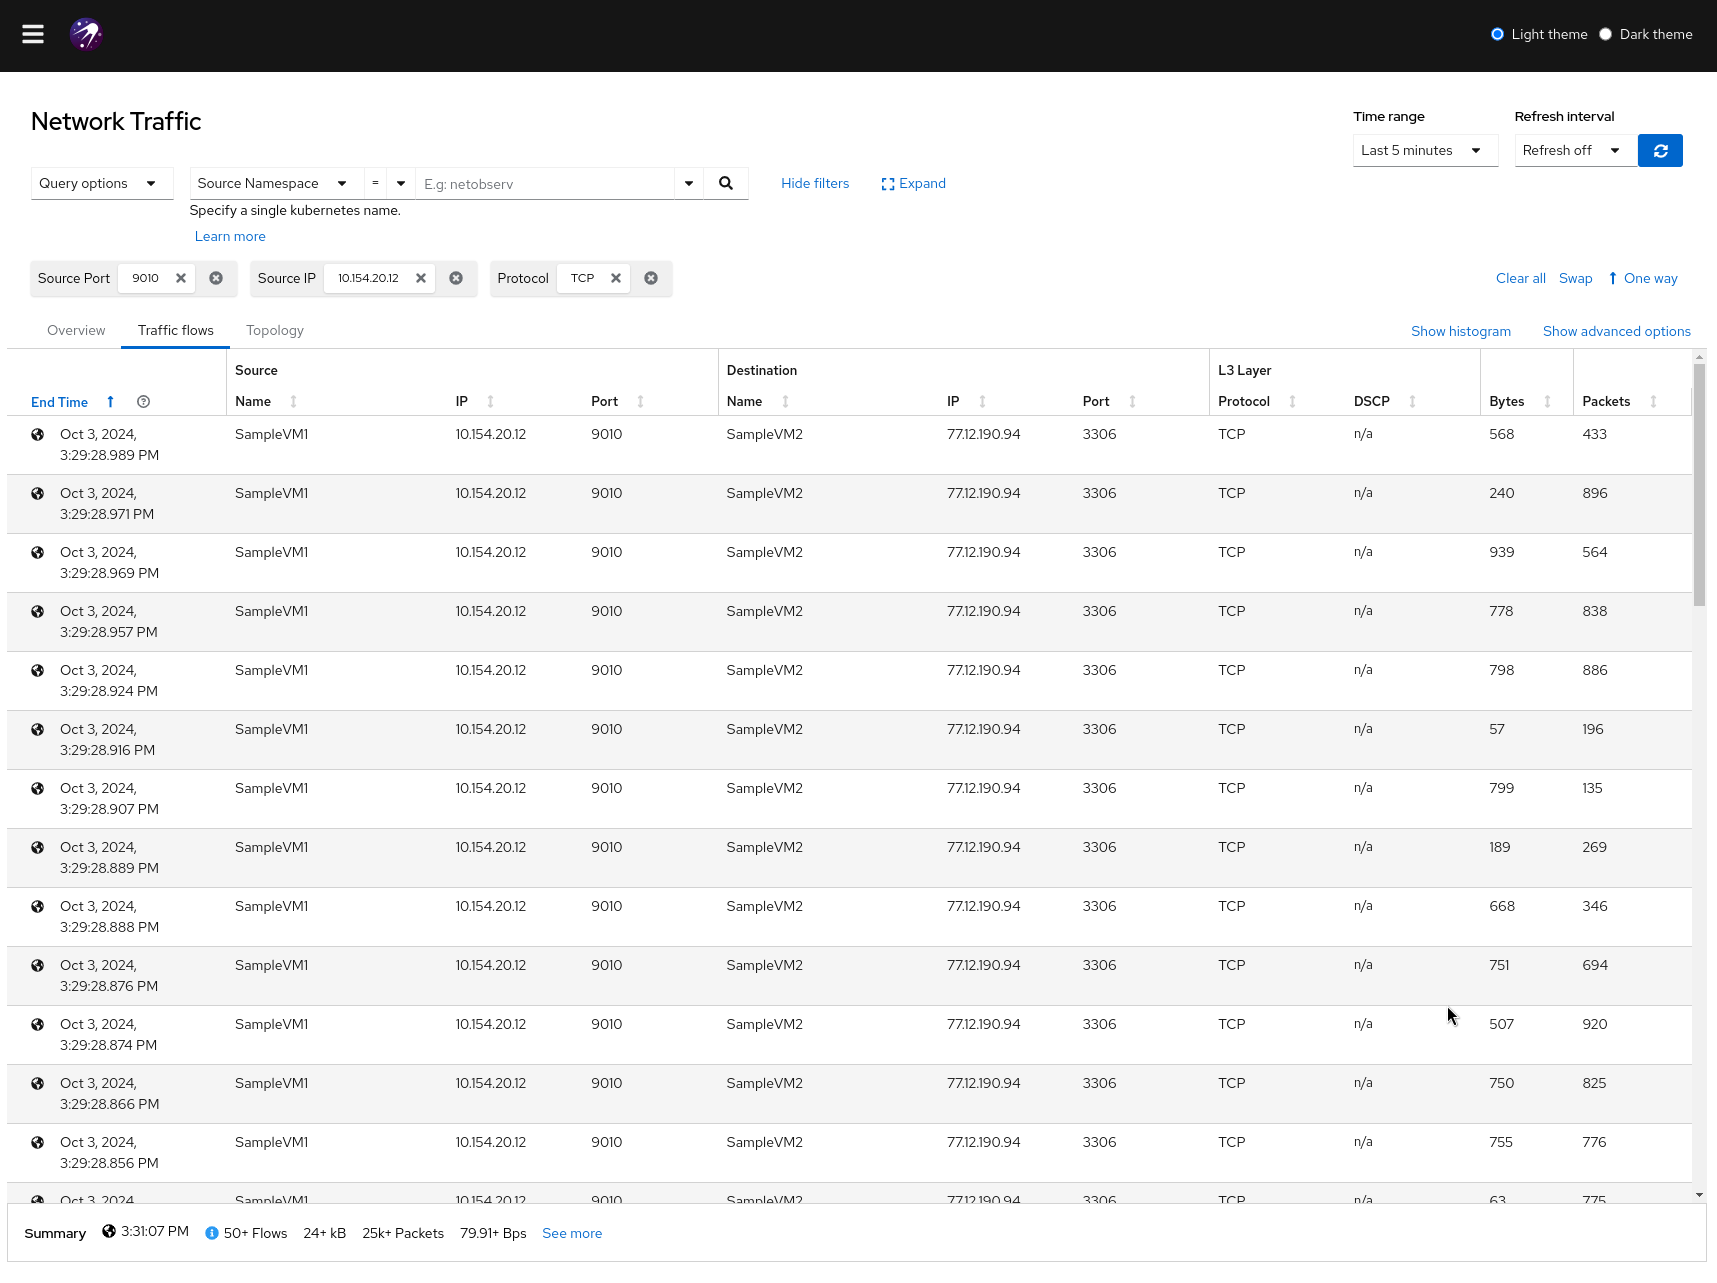 Light theme Dark theme
Network Traffic
Time range Refresh interval
Last 5 minutes Refresh off
Query options Source Namespace = E.g: netobserv Hide filters Expand
Specify a single kubernetes name.
Learn more
Source Port 9010 Source IP 10.154.20.12 Protocol TCP Clear all Swap One way
Overview Traffic flows Topology Show histogram Show advanced options
Source Destination L3 Layer
End Time Name IP Port Name IP Port Protocol DSCP Bytes Packets
Oct 3, 2024, SampleVM1 10.154.20.12 9010 SampleVM2 77.12.190.94 3306 TCP n/a 568 433
3:29:28.989 PM
Oct 3, 2024, SampleVM1 10.154.20.12 9010 SampleVM2 77.12.190.94 3306 TCP n/a 240 896
3:29:28.971 PM
Oct 3, 2024, SampleVM1 10.154.20.12 9010 SampleVM2 77.12.190.94 3306 TCP n/a 939 564
3:29:28.969 PM
Oct 3, 2024, SampleVM1 10.154.20.12 9010 SampleVM2 77.12.190.94 3306 TCP n/a 778 838
3:29:28.957 PM
Oct 3, 2024, SampleVM1 10.154.20.12 9010 SampleVM2 77.12.190.94 3306 TCP n/a 798 886
3:29:28.924 PM
Oct 3, 2024, SampleVM1 10.154.20.12 9010 SampleVM2 77.12.190.94 3306 TCP n/a 57 196
3:29:28.916 PM
Oct 3, 2024, SampleVM1 10.154.20.12 9010 SampleVM2 77.12.190.94 3306 TCP n/a 799 135
3:29:28.907 PM
Oct 3, 2024, SampleVM1 10.154.20.12 9010 SampleVM2 77.12.190.94 3306 TCP n/a 189 269
3:29:28.889 PM
Oct 3, 2024, SampleVM1 10.154.20.12 9010 SampleVM2 77.12.190.94 3306 TCP n/a 668 346
3:29:28.888 PM
Oct 3, 2024, SampleVM1 10.154.20.12 9010 SampleVM2 77.12.190.94 3306 TCP n/a 751 694
3:29:28.876 PM
Oct 3, 2024, SampleVM1 10.154.20.12 9010 SampleVM2 77.12.190.94 3306 TCP n/a 507 920
3:29:28.874 PM
Oct 3, 2024, SampleVM1 10.154.20.12 9010 SampleVM2 77.12.190.94 3306 TCP n/a 750 825
3:29:28.866 PM
Oct 3, 2024, SampleVM1 10.154.20.12 9010 SampleVM2 77.12.190.94 3306 TCP n/a 755 776
3:29:28.856 PM
Oct 3, 2024, SampleVM1 10.154.20.12 9010 SampleVM2 77.12.190.94 3306 TCP n/a 63 775
Summary 3:31:07 PM 50+ Flows 24+ kB 25k+ Packets 79.91+ Bps See more